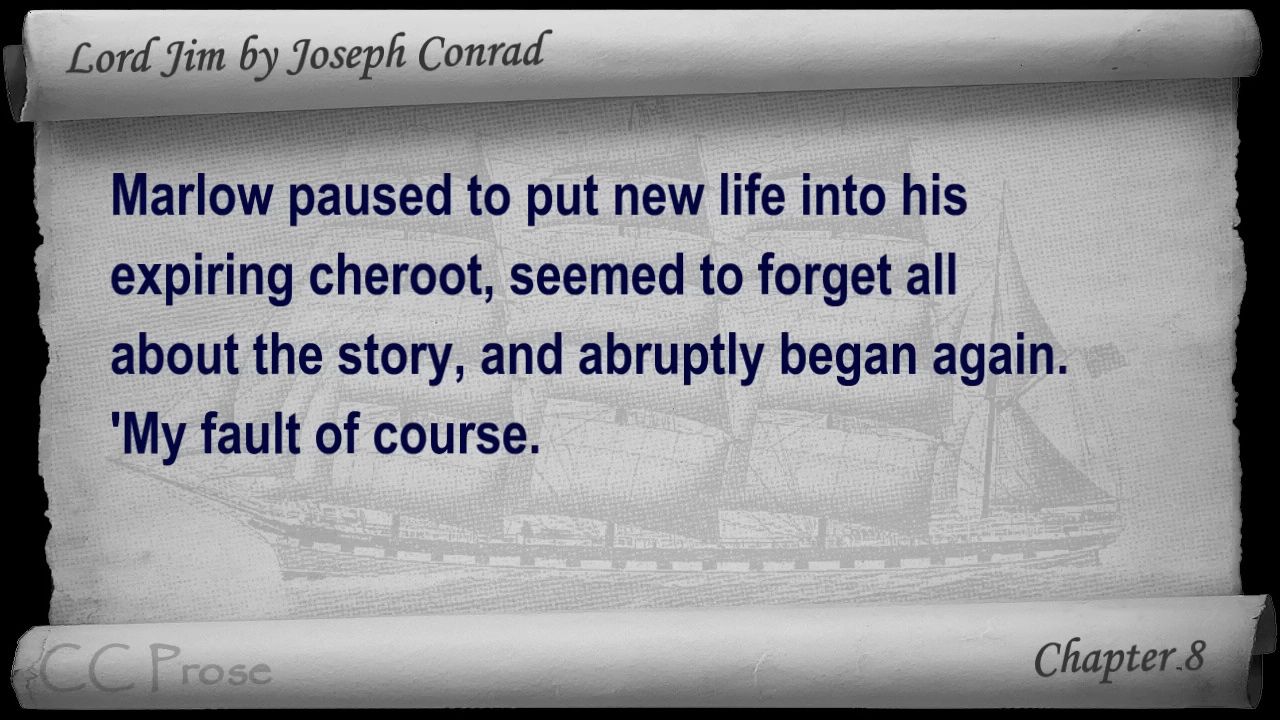 Lord Jim by Joseph Conrad
Marlow paused to put new life into his
expiring cheroot, seemed to forget all
about the story, and abruptly began again.
'My fault of course.
CC Prose
Chapter 8